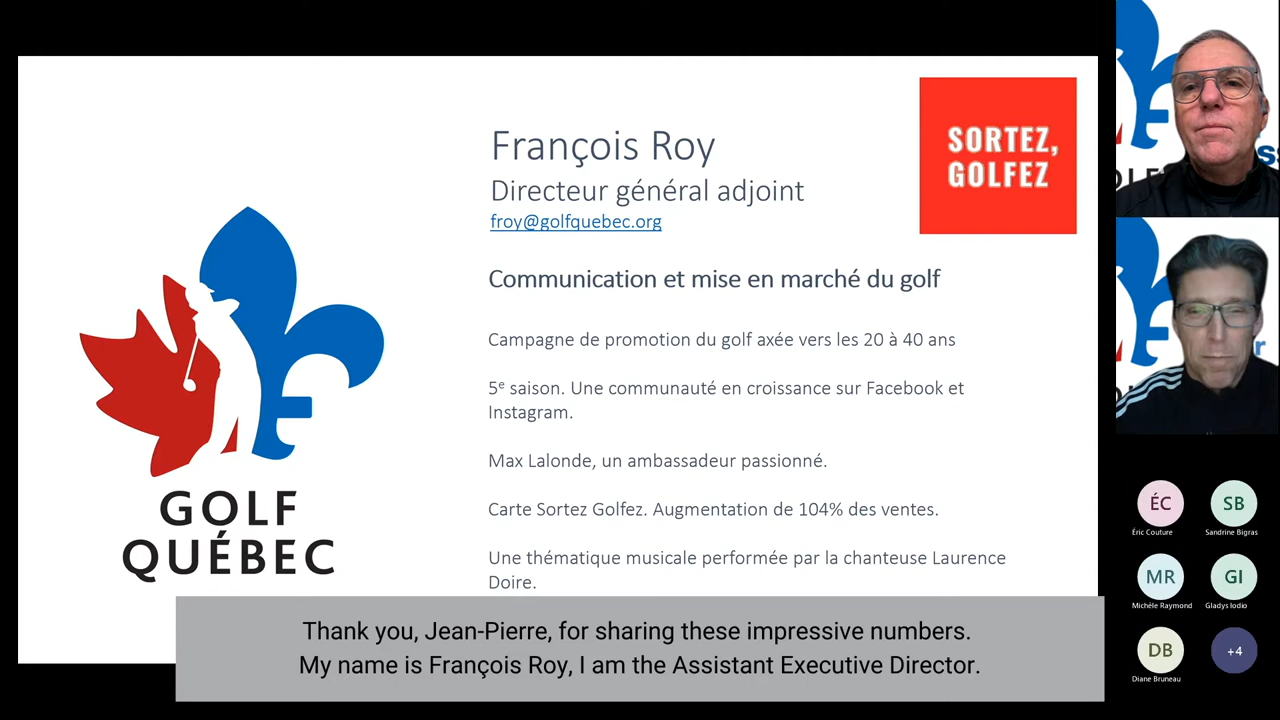 François Roy
Directeur général adjoint
froy@golfquebec.org
SORTEZ,
GOLFEZ
Communication et mise en marché du golf
Campagne de promotion du golf axée vers les 20 à 40 ans
5e saison. Une communauté en croissance sur Facebook et
Instagram.
Max Lalonde, un ambassadeur passionné.
Carte Sortez Golfez. Augmentation de 104% des ventes.
Une thématique musicale performée par la chanteuse Laurence
Doire.
GOLF
QUÉBEC
Thank you, Jean-Pierre, for sharing these impressive numbers.
My name is François Roy, I am the Assistant Executive Director.
ÉC
Éric Couture
SB
Sandrine Bigras
MR
Michèle Raymond
GI
Gladys Iodio
DB
Diane Bruneau
+4